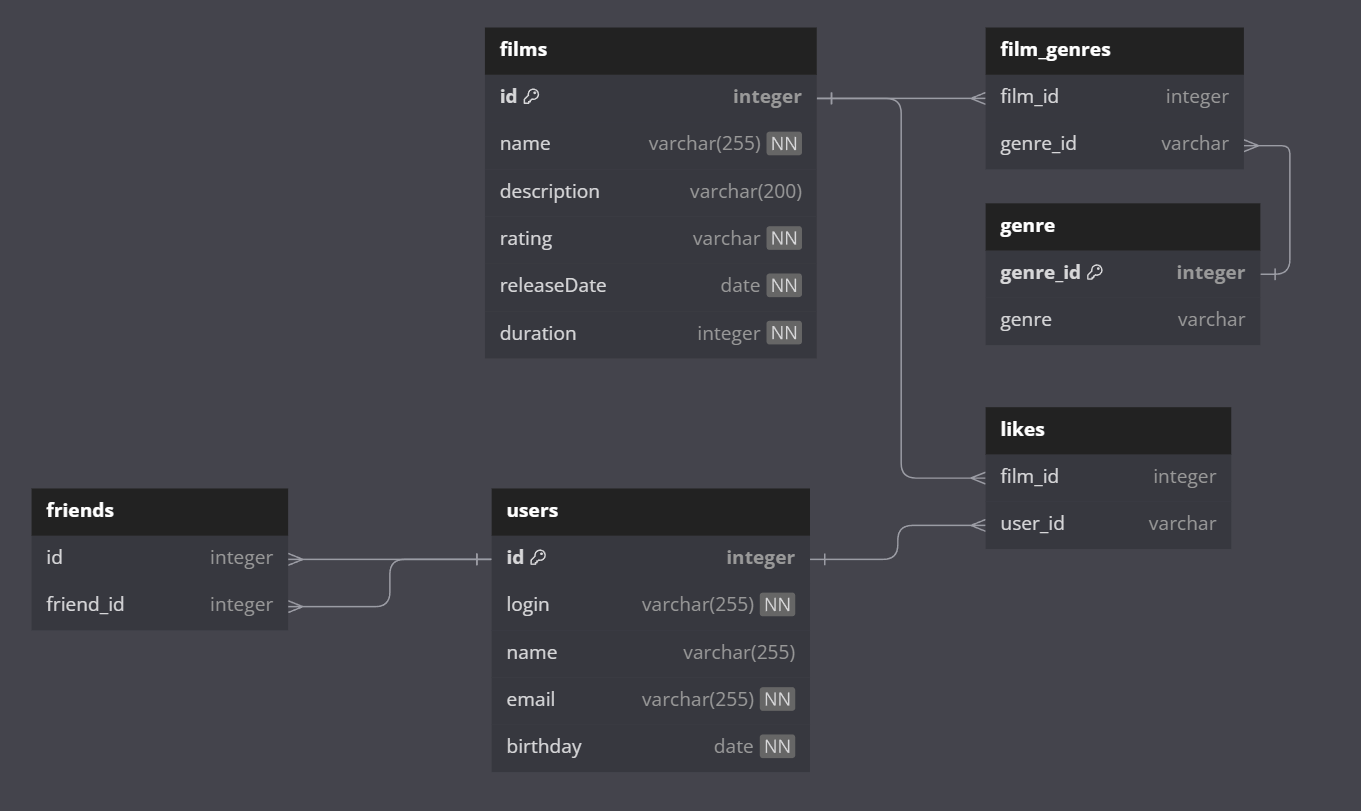 films
id integer
name varchar(255) NN
description varchar(200)
rating varchar NN
releaseDate date NN
duration integer NN
film_genres
film_id integer
genre_id varchar
genre
genre_id integer
genre varchar
likes
film_id integer
user_id varchar
friends
id integer
friend_id integer
users
id integer
login varchar(255) NN
name varchar(255)
email varchar(255) NN
birthday date NN